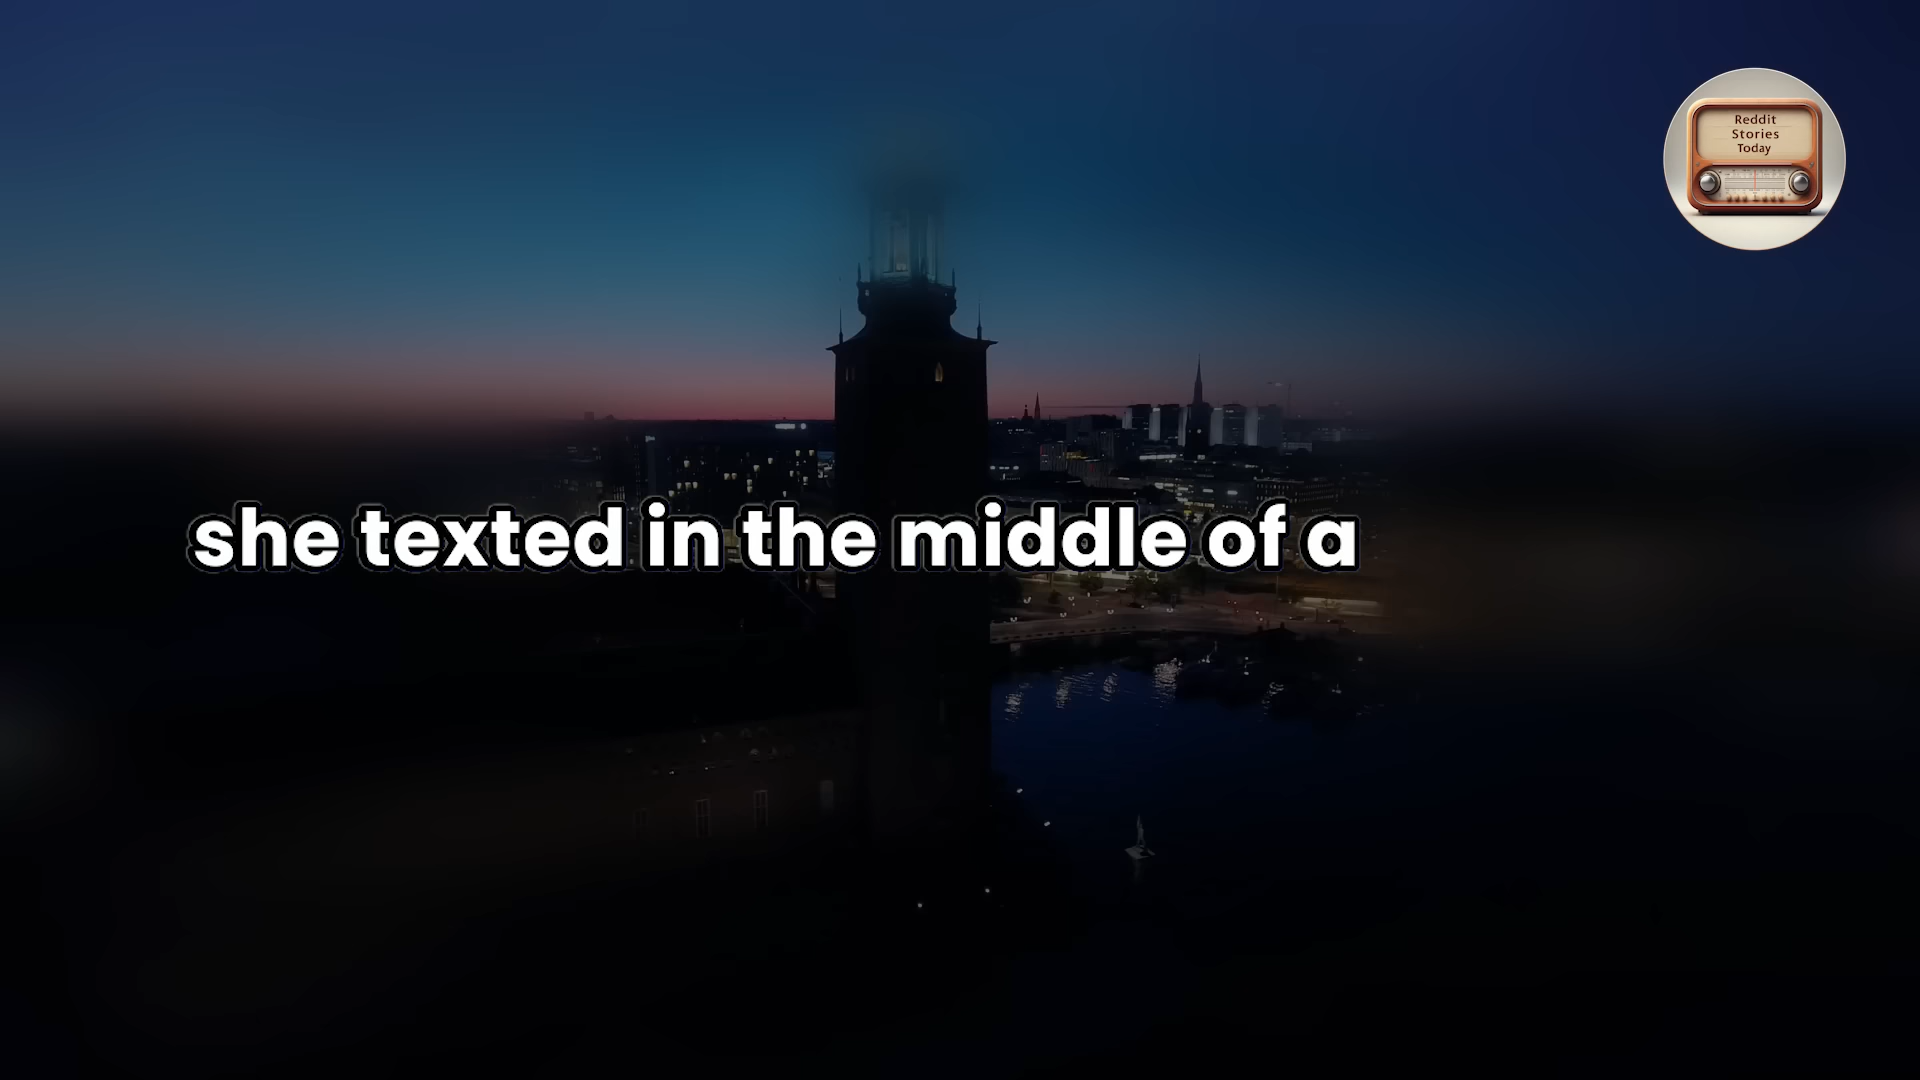 Reddit
Stories
Today
she texted in the middle of a